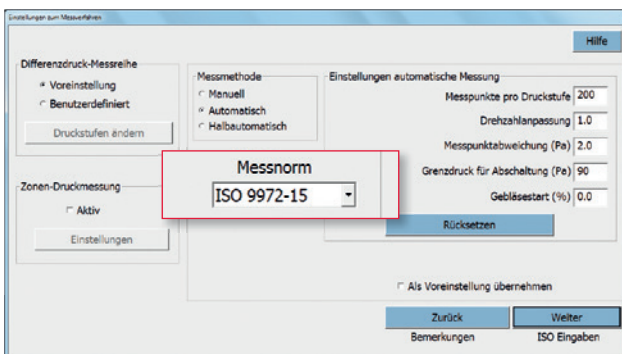 Einstellungen zum Messverfahren
Hilfe
Differenzdruck-Messreihe
Voreinstellung
Benutzerdefiniert
Druckstufen ändern
Zonen-Druckmessung
Aktiv
Einstellungen
Messmethode
Manuell
Automatisch
Halbautomatisch
Messnorm
ISO 9972-15
Einstellungen automatische Messung
Messpunkte pro Druckstufe 200
Drehzahlanpassung 1.0
Messpunktabweichung (Pa) 2.0
Grenzdruck für Abschaltung (Pa) 90
Gebläsestart (%) 0.0
Rücksetzen
Als Voreinstellung übernehmen
Zurück Weiter
Bemerkungen ISO Eingaben